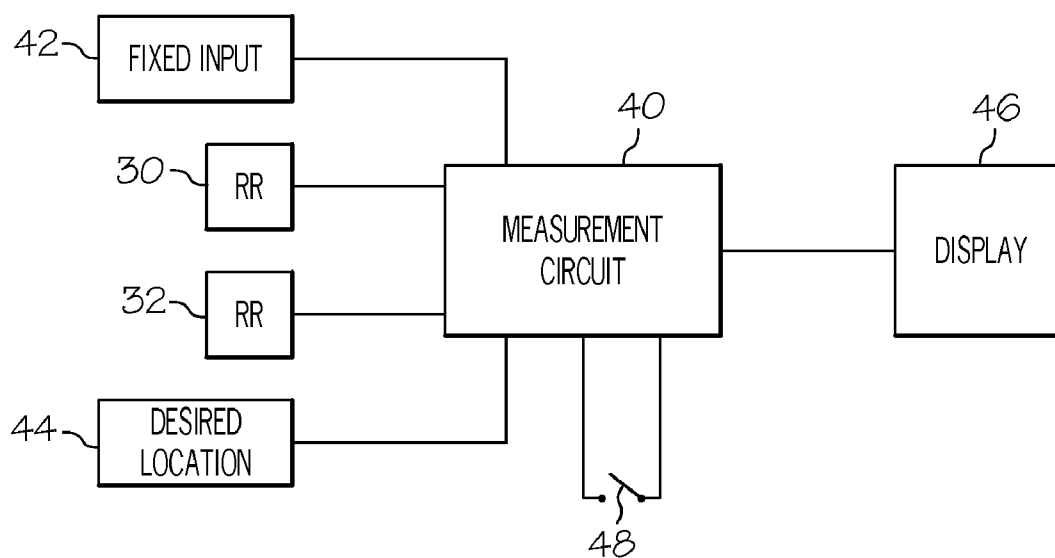 42
FIXED INPUT
30
RR
32
RR
44
DESIRED
LOCATION
40
MEASUREMENT
CIRCUIT
46
DISPLAY
48